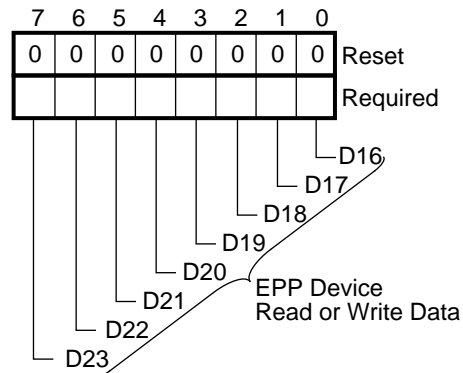 7 6 5 4 3 2 1 0
0 0 0 0 0 0 0 0 Reset
Required
D16
D17
D18
D19
D20
D21
D22
D23
EPP Device
Read or Write Data